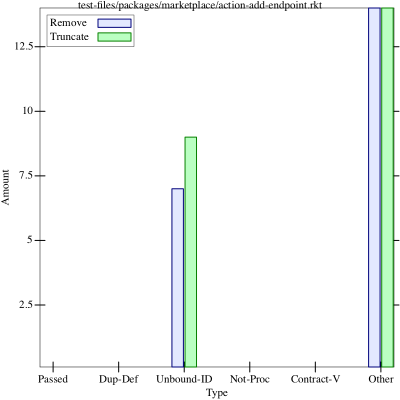 test-files/packages/marketplace/action-add-endpoint.rkt
Remove
Truncate
12.5
10
7.5
5
2.5
Amount
Passed Dup-Def Unbound-ID Not-Proc Contract-V Other
Type